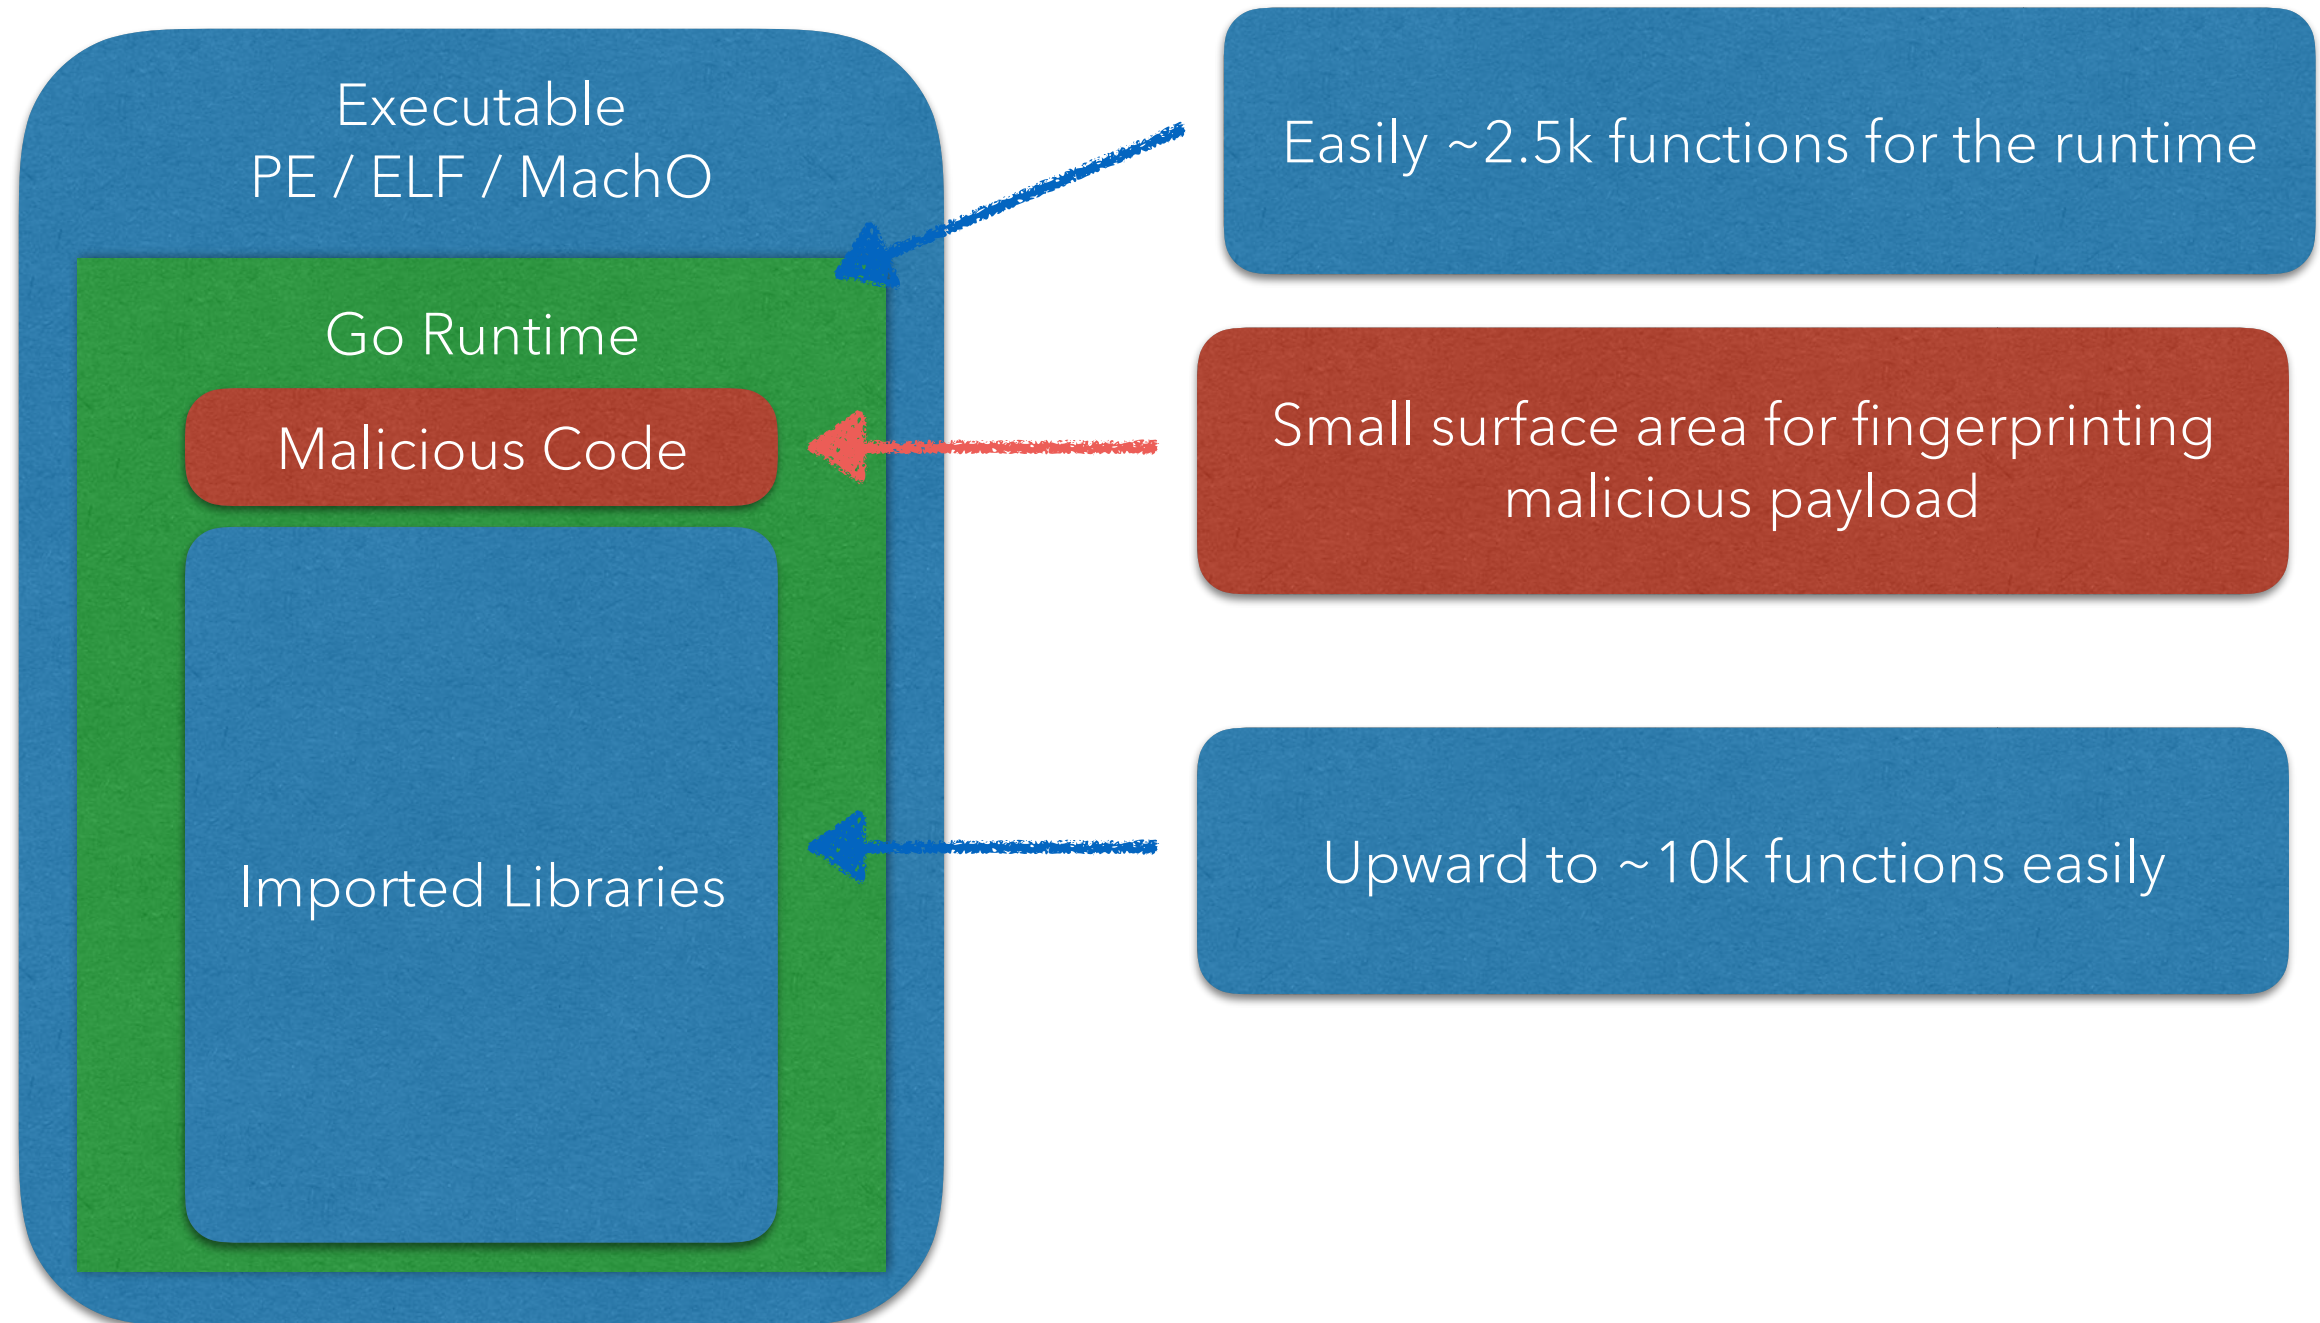 Executable
PE / ELF / MachO
Go Runtime
Malicious Code
Imported Libraries
Easily ~2.5k functions for the runtime
Small surface area for fingerprinting
malicious payload
Upward to ~10k functions easily